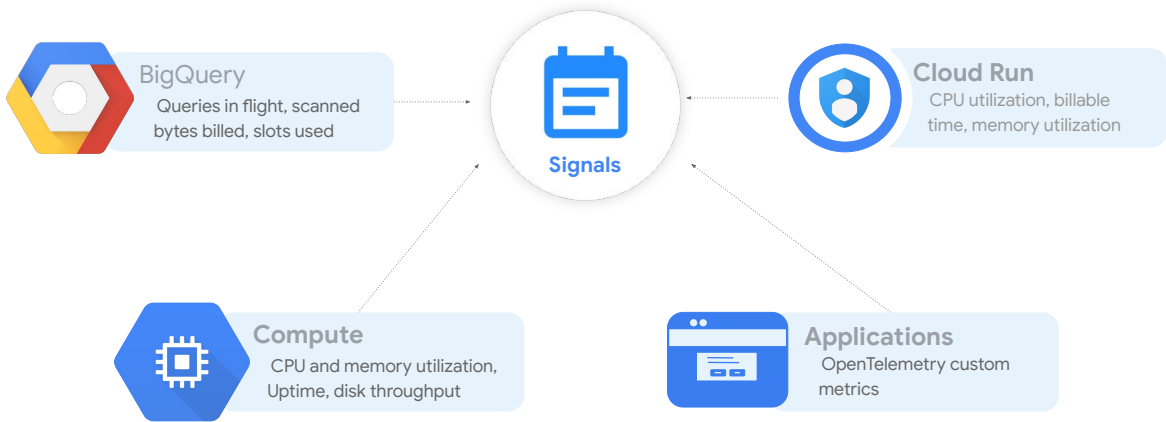 BigQuery
Queries in flight, scanned
bytes billed, slots used
Signals
Cloud Run
CPU utilization, billable
time, memory utilization
Compute
CPU and memory utilization,
Uptime, disk throughput
Applications
OpenTelemetry custom
metrics